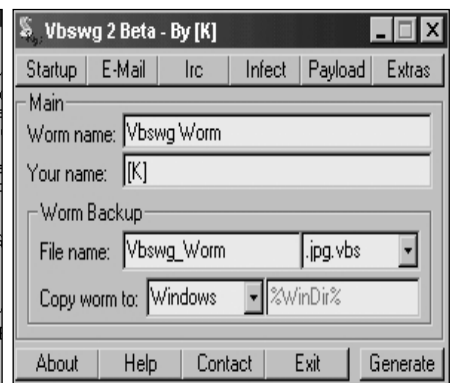 Vbswg 2 Beta - By [K]
Startup E-Mail Irc Infect Payload Extras
Main
Worm name: Vbswg Worm
Your name: [K]
Worm Backup
File name: Vbswg_Worm .jpg.vbs
Copy worm to: Windows %WinDir%
About Help Contact Exit Generate